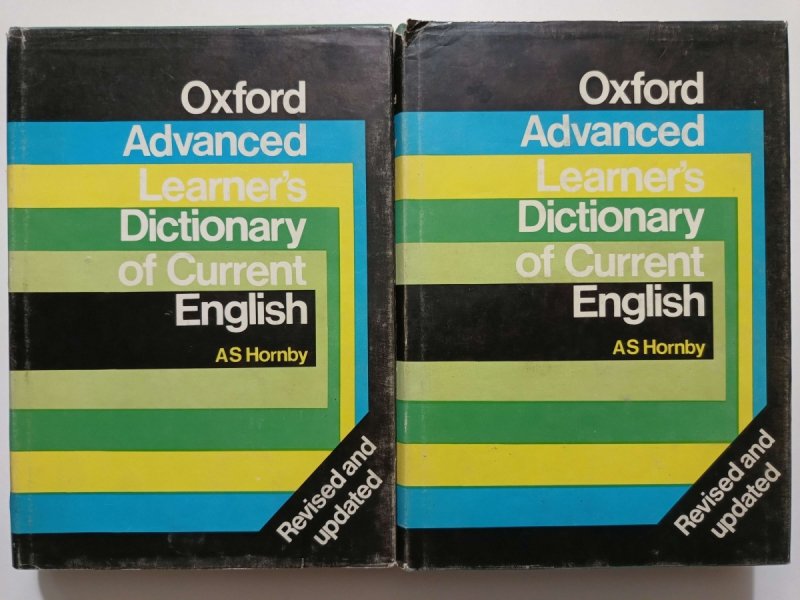 Oxford
Advanced
Learner's
Dictionary
of Current
English
AS Hornby
Revised and
updated
Oxford
Advanced
Learner's
Dictionary
of Current
English
AS Hornby
Revised and
updated